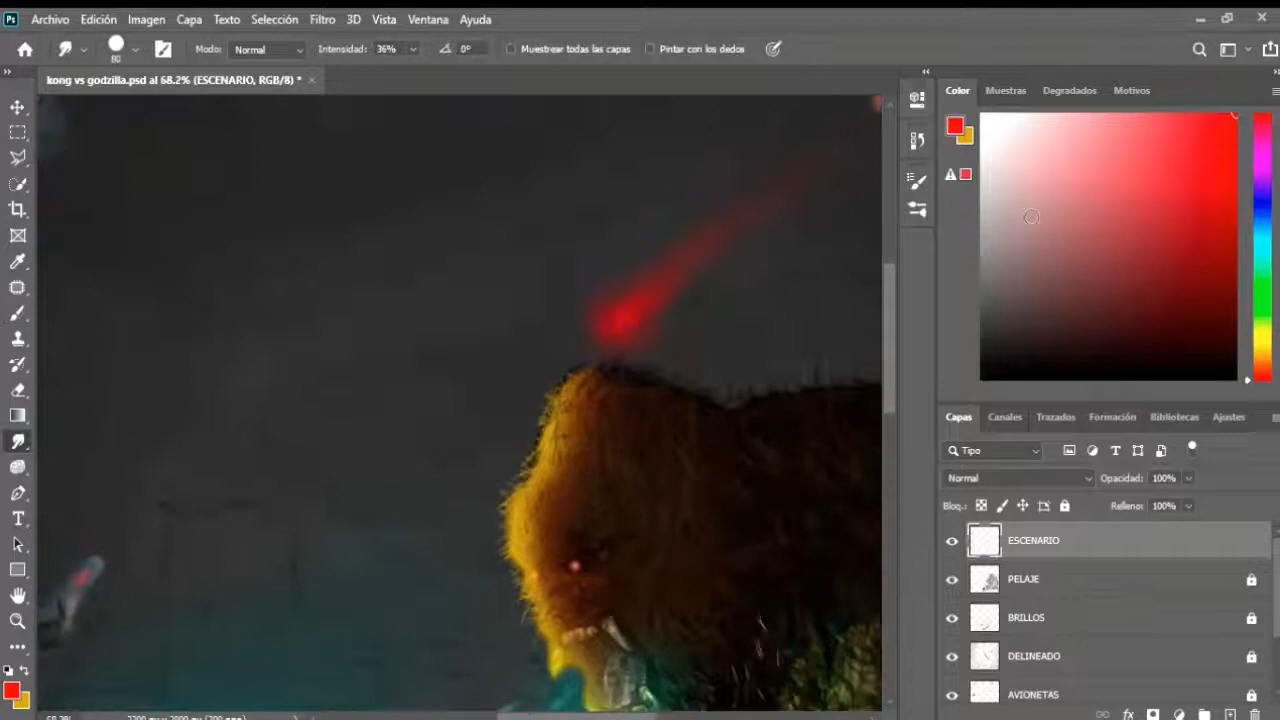 Ps Archivo Edición Imagen Capa Texto Selección Filtro 3D Vista Ventana Ayuda
80 Modo: Normal Intensidad: 36% 0° Muestrear todas las capas Pintar con los dedos
kong vs godzilla.psd al 68.2% (ESCENARIO, RGB/8) *
Color Muestras Degradados Motivos
Capas Canales Trazados Formación Bibliotecas Ajustes
Tipo
Normal Opacidad: 100%
Bloq.: Relleno: 100%
ESCENARIO
PELAJE
BRILLOS
DELINEADO
AVIONETAS